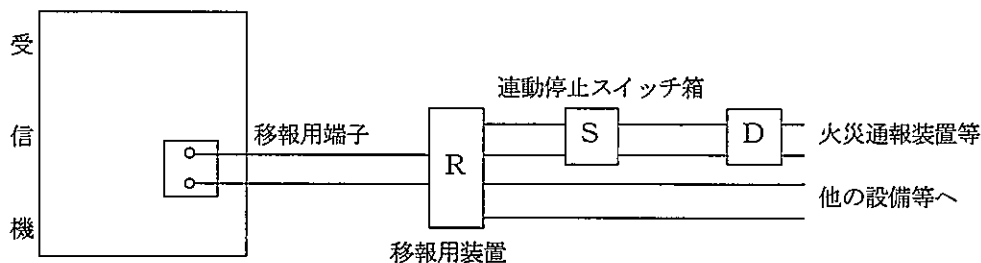 受信機
移報用端子
R
移報用装置
連動停止スイッチ箱
S
D
火災通報装置等
他の設備等へ